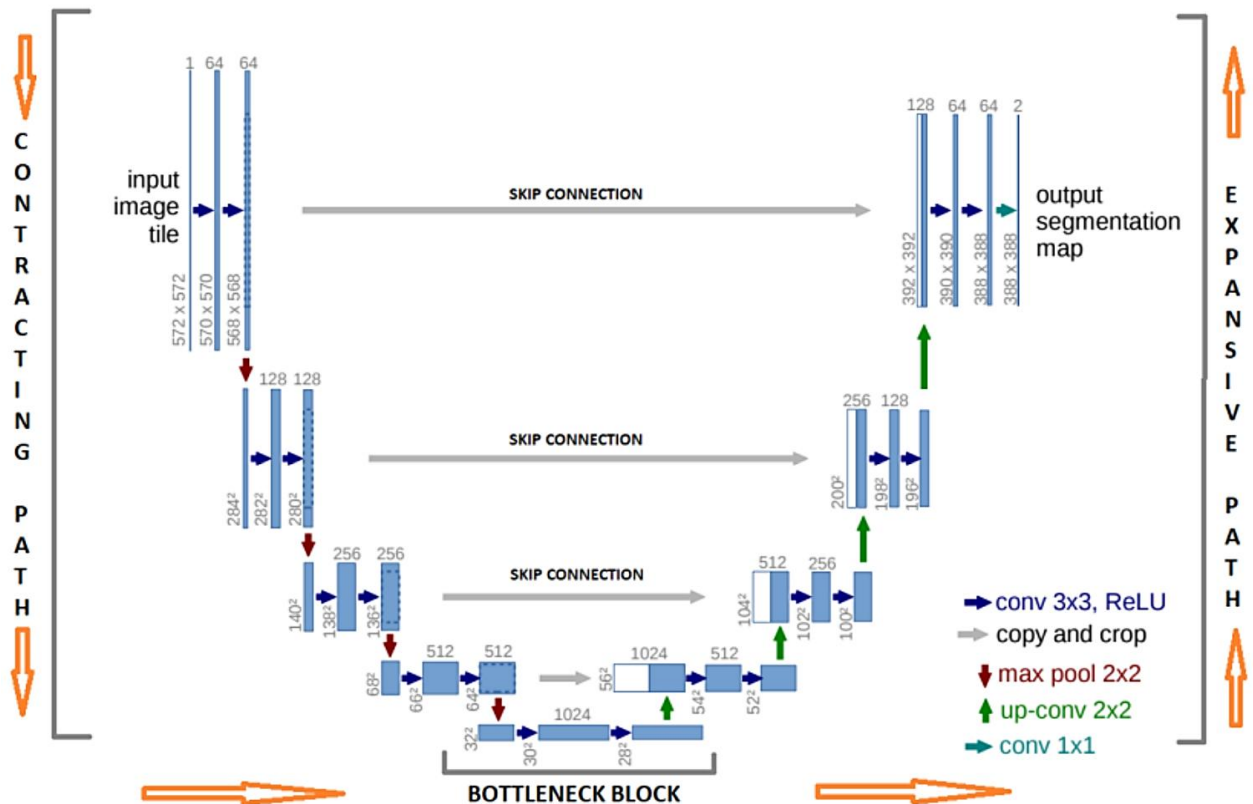 CONTRACTING PATH
1 64 64
input
image
tile
572 x 572
570 x 570
568 x 568
SKIP CONNECTION
128 64 64 2
output
segmentation
map
392 x 392
390 x 390
388 x 388
388 x 388
EXPANSIVE PATH
128 128
284²
282²
280²
SKIP CONNECTION
256 128
200²
198²
196²
256 256
140²
138²
136²
SKIP CONNECTION
512 256
104²
102²
100²
512 512
68²
66²
64²
1024 512
56²
54²
52²
1024
32²
30²
28²
BOTTLENECK BLOCK
conv 3x3, ReLU
copy and crop
max pool 2x2
up-conv 2x2
conv 1x1